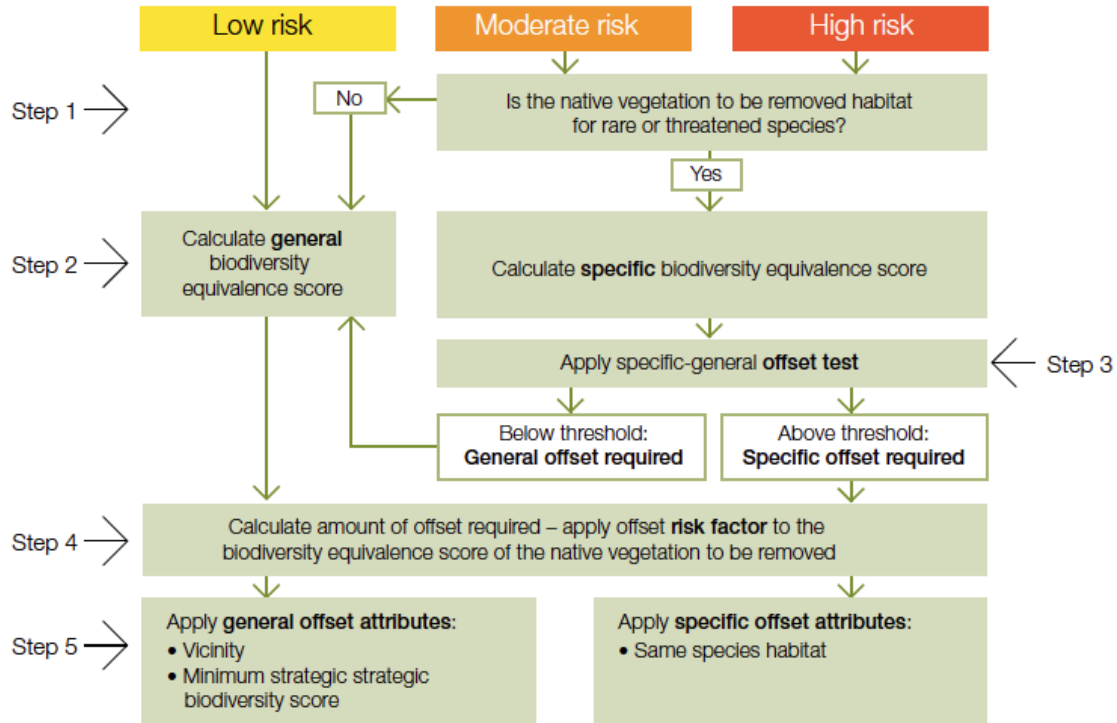 Low risk
Moderate risk
High risk
Step 1
No
Is the native vegetation to be removed habitat
for rare or threatened species?
Yes
Step 2
Calculate general
biodiversity
equivalence score
Calculate specific biodiversity equivalence score
Apply specific-general offset test
Step 3
Below threshold:
General offset required
Above threshold:
Specific offset required
Step 4
Calculate amount of offset required – apply offset risk factor to the
biodiversity equivalence score of the native vegetation to be removed
Step 5
Apply general offset attributes:
• Vicinity
• Minimum strategic strategic
biodiversity score
Apply specific offset attributes:
• Same species habitat